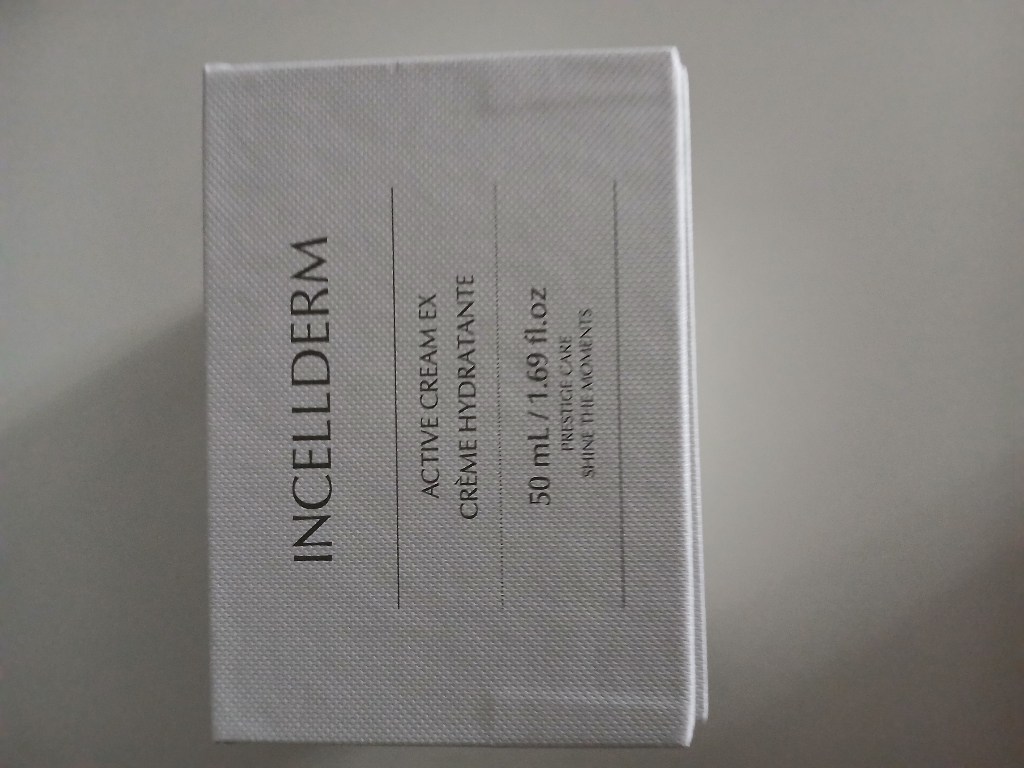 INCELLDERM
ACTIVE CREAM EX
CRÈME HYDRATANTE
50 mL / 1.69 fl.oz
PRESTIGE CARE
SHINE THE MOMENTS